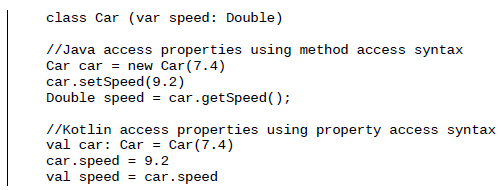 class Car (var speed: Double)
//Java access properties using method access syntax
Car car = new Car(7.4)
car.setSpeed(9.2)
Double speed = car.getSpeed();
//Kotlin access properties using property access syntax
val car: Car = Car(7.4)
car.speed = 9.2
val speed = car.speed